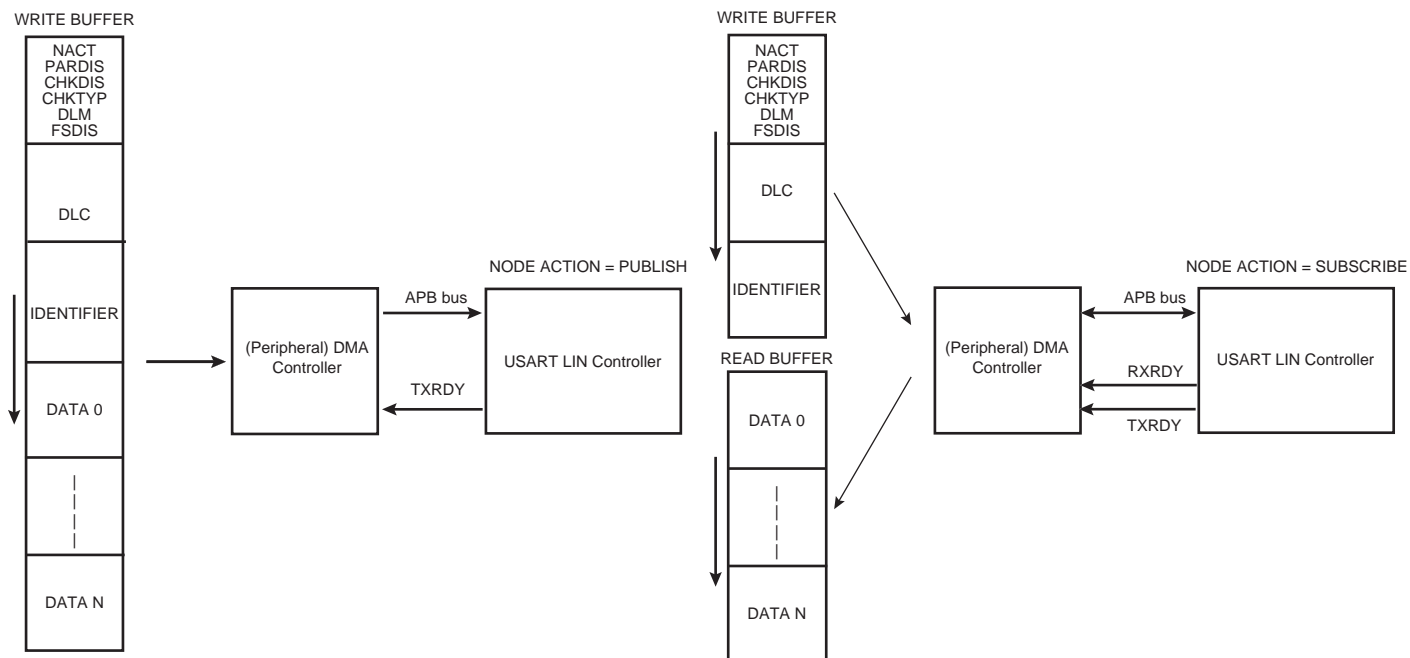 WRITE BUFFER
NACT
PARDIS
CHKDIS
CHKTYP
DLM
FSDIS
DLC
IDENTIFIER
DATA 0
DATA N
(Peripheral) DMA
Controller
APB bus
TXRDY
NODE ACTION = PUBLISH
USART LIN Controller
WRITE BUFFER
NACT
PARDIS
CHKDIS
CHKTYP
DLM
FSDIS
DLC
IDENTIFIER
READ BUFFER
DATA 0
DATA N
(Peripheral) DMA
Controller
APB bus
RXRDY
TXRDY
NODE ACTION = SUBSCRIBE
USART LIN Controller